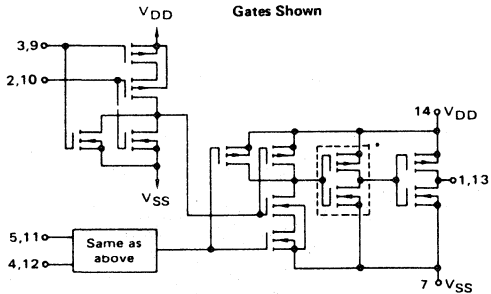 Gates Shown
VDD
3,9
2,10
VSS
14 VDD
*
1,13
5,11
4,12
Same as
above
7 VSS